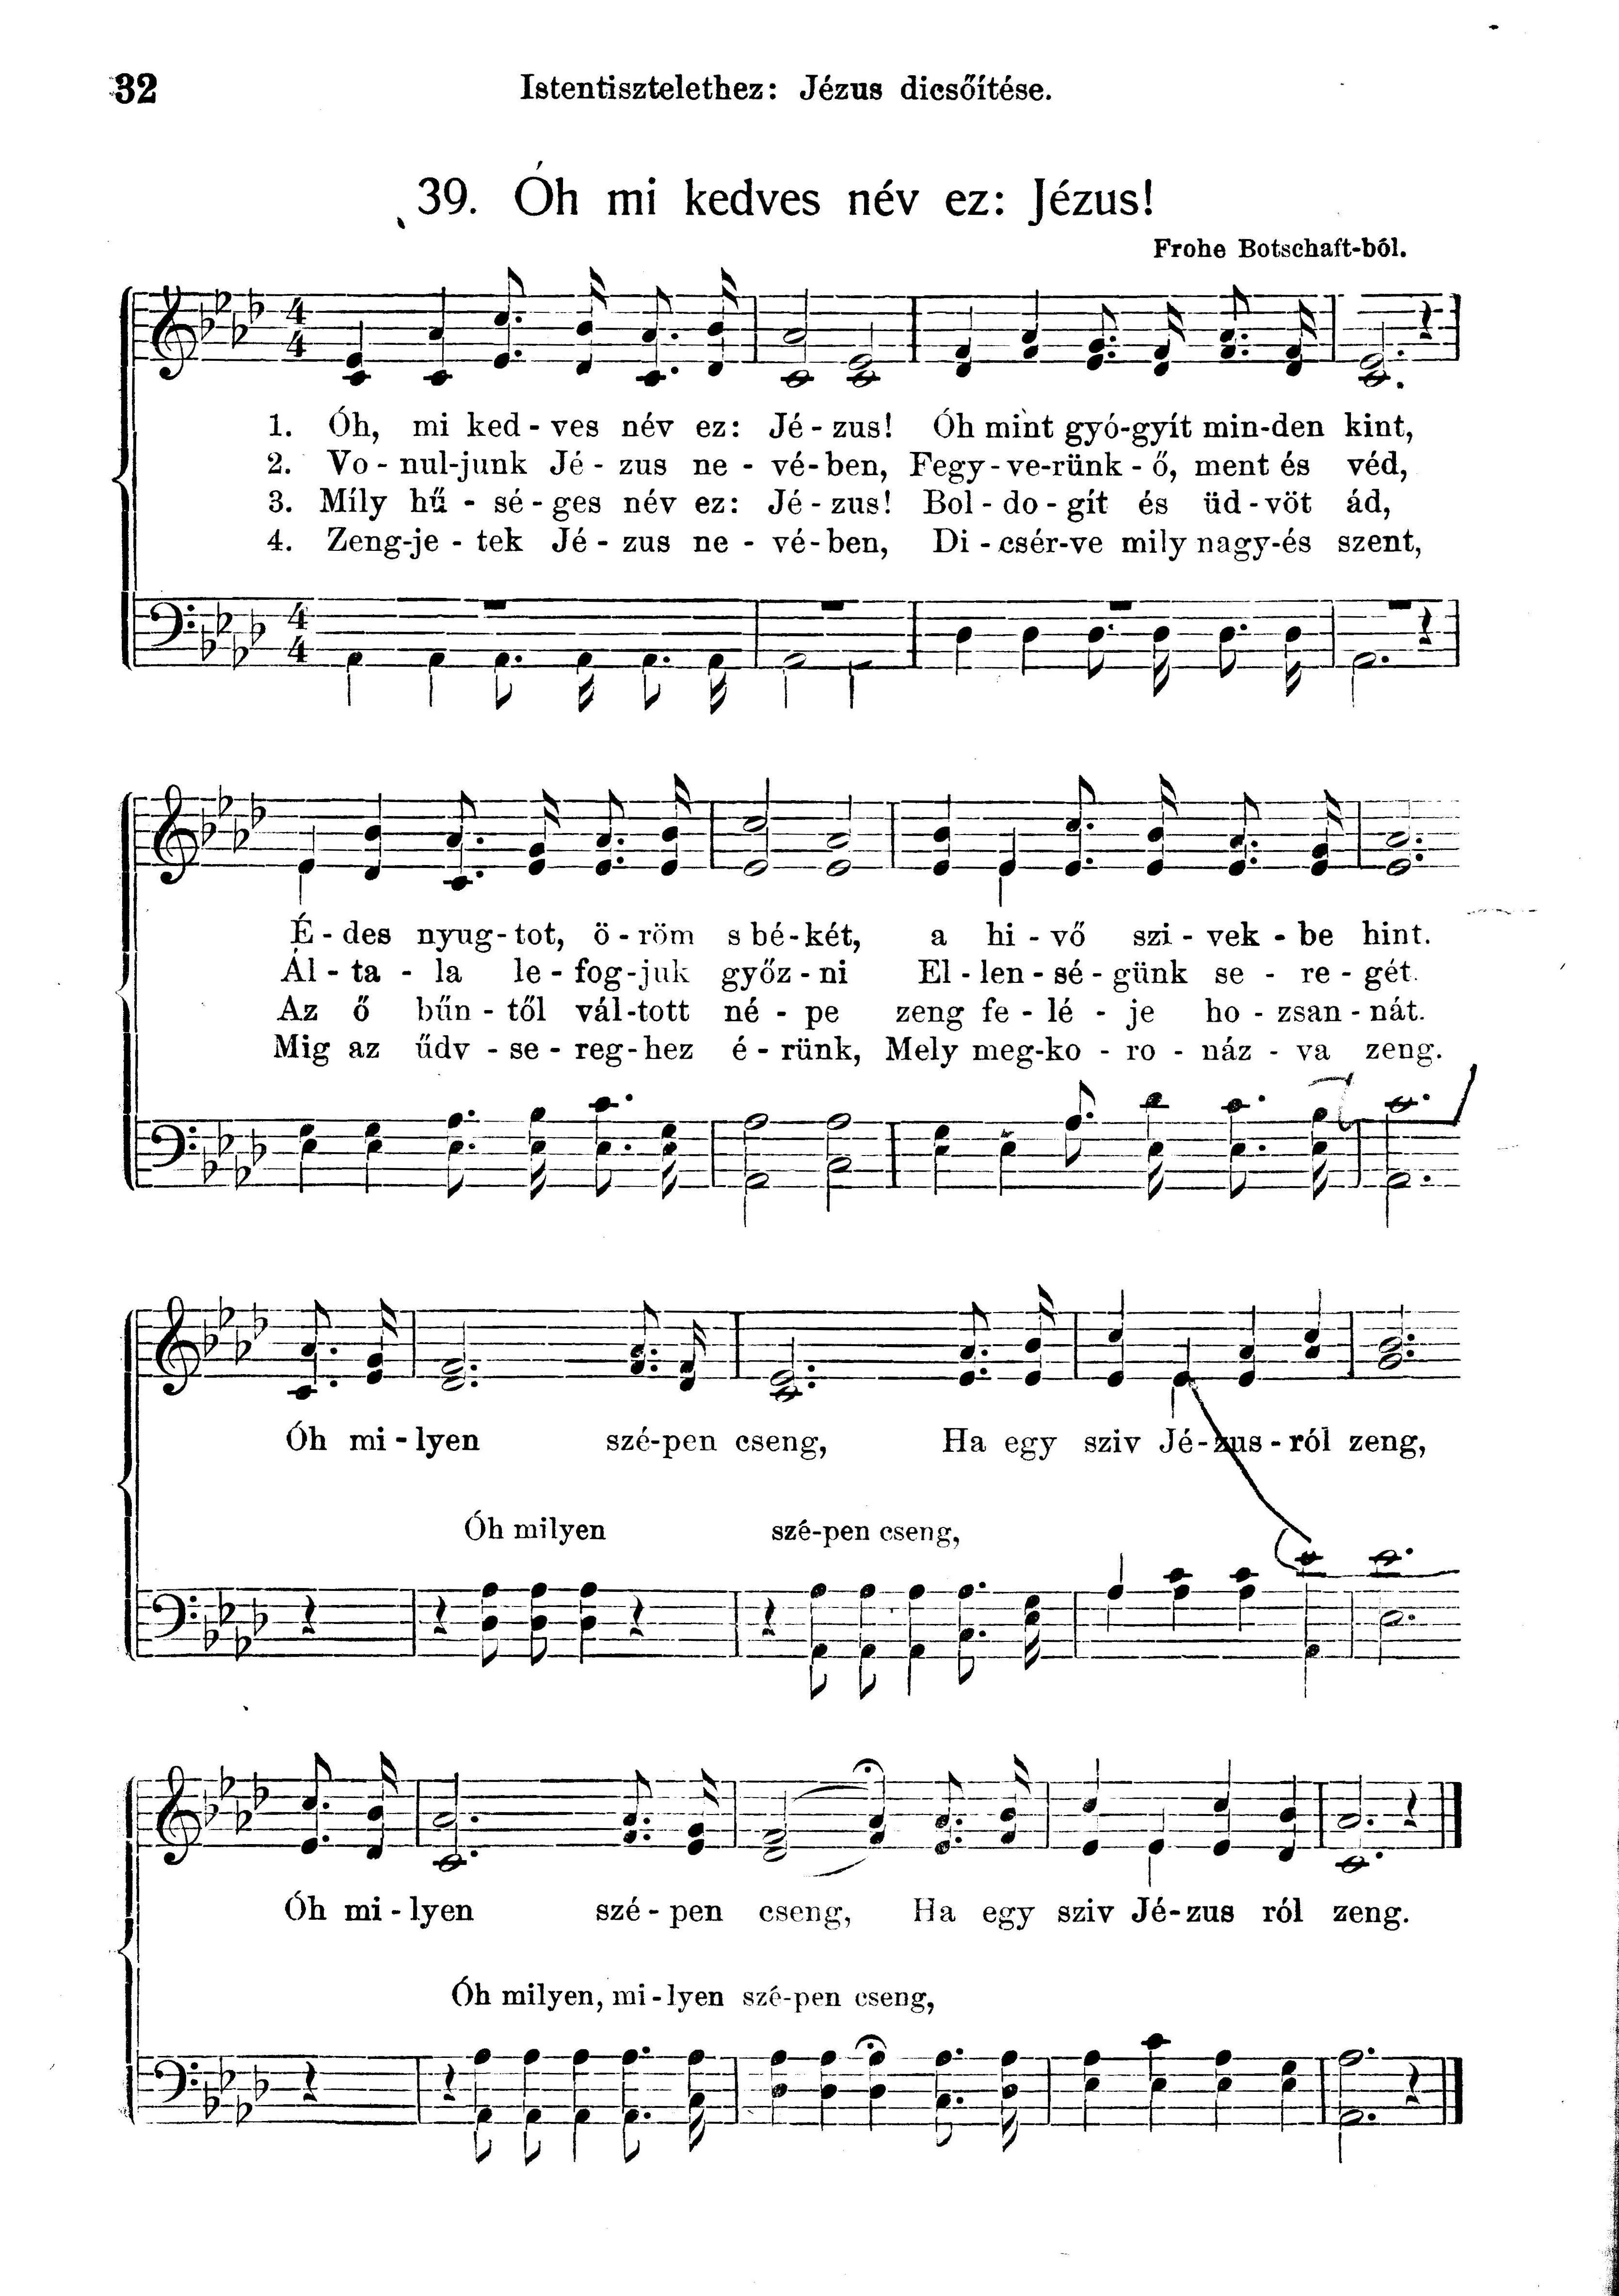 32
Istentisztelethez: Jézus dicsőítése.
39. Óh mi kedves név ez: Jézus!
Frohe Botschaft-ból.
1. Óh, mi ked - ves név ez: Jé - zus! Óh mint gyó-gyít min-den kint,
2. Vo - nul-junk Jé - zus ne - vé-ben, Fegy-ve-rünk - ő, ment és véd,
3. Míly hű - sé - ges név ez: Jé - zus! Bol - do - gít és üd - vöt ád,
4. Zeng-je - tek Jé - zus ne - vé-ben, Di - csér-ve mily nagy-és szent,
É - des nyug-tot, ö - röm s bé-két, a hi - vő szi - vek - be hint.
Ál - ta - la le - fog-juk győz - ni El - len - sé - günk se - re - gét.
Az ő bűn - től vál-tott né - pe zeng fe - lé - je ho - zsan - nát.
Mig az űdv - se - reg-hez é - rünk, Mely meg-ko - ro - náz - va zeng.
Óh mi - lyen szé-pen cseng, Ha egy sziv Jé-zus - ról zeng,
Óh milyen szé-pen cseng,
Óh mi - lyen szé - pen cseng, Ha egy sziv Jé-zus ról zeng.
Óh milyen, mi - lyen szé-pen cseng,